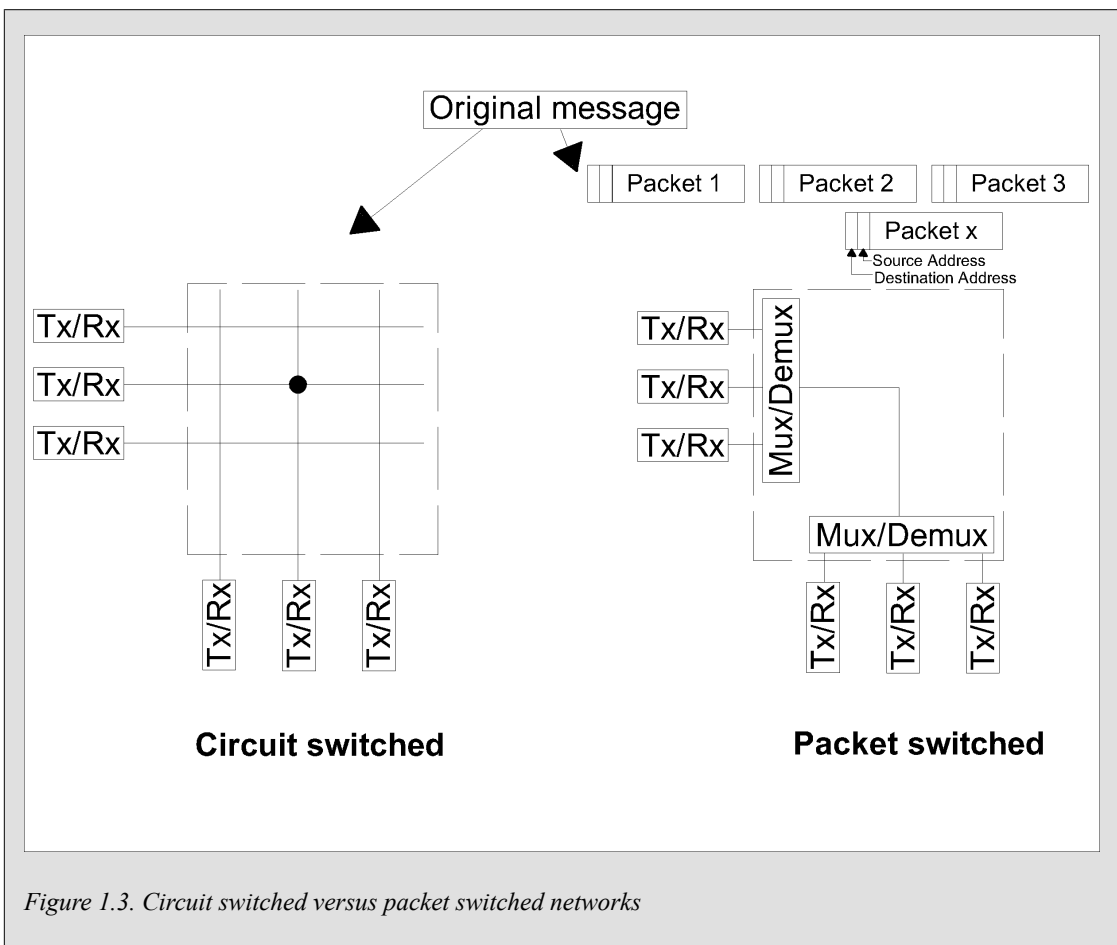 Original message
Packet 1 Packet 2 Packet 3
Packet x
Source Address
Destination Address
Tx/Rx
Tx/Rx
Tx/Rx
Tx/Rx Tx/Rx Tx/Rx
Circuit switched
Tx/Rx
Tx/Rx
Tx/Rx
Mux/Demux
Mux/Demux
Tx/Rx Tx/Rx Tx/Rx
Packet switched
Figure 1.3. Circuit switched versus packet switched networks